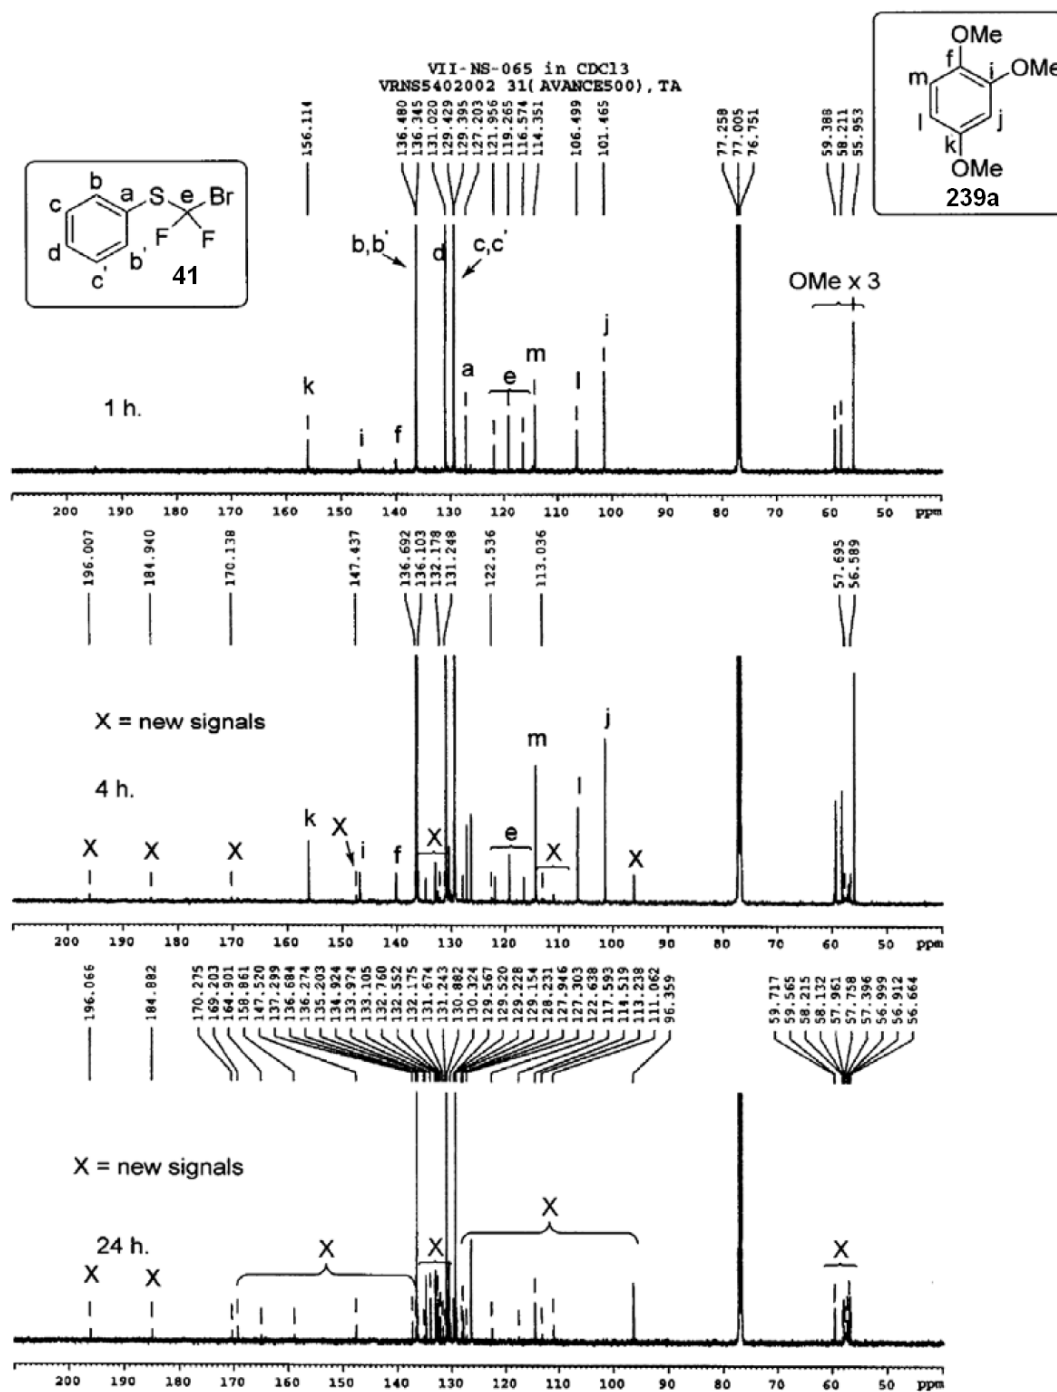 VII-NS-065 in CDCl3
VRNS5402002 31(AVANCE500), TA
156.114
136.480
136.345
131.020
129.429
129.395
127.203
121.956
119.265
116.574
114.351
106.499
101.465
77.258
77.005
76.751
59.388
58.211
55.953
b
a
S
e
Br
c
d
c'
b'
F
F
41
OMe
f
i
OMe
m
l
j
k
OMe
239a
b,b'
d
c,c'
OMe x 3
1 h.
k
i
f
a
e
m
l
j
200 190 180 170 160 150 140 130 120 110 100 90 80 70 60 50 ppm
196.007
184.940
170.138
147.437
136.692
136.103
132.178
131.248
122.536
113.036
57.695
56.589
X = new signals
4 h.
X
X
X
k
X
i
f
X
e
m
X
l
j
X
200 190 180 170 160 150 140 130 120 110 100 90 80 70 60 50 ppm
196.066
184.882
170.275
169.203
164.901
158.861
147.520
137.299
136.684
136.274
135.203
134.924
133.974
133.105
132.760
132.552
132.175
131.674
131.243
130.882
130.324
129.567
129.520
129.228
129.154
128.231
127.946
127.303
122.638
117.593
114.519
113.238
111.062
96.359
59.717
59.565
58.215
58.132
57.961
57.758
57.396
56.999
56.912
56.664
X = new signals
24 h.
X
X
X
X
X
X
200 190 180 170 160 150 140 130 120 110 100 90 80 70 60 50 ppm